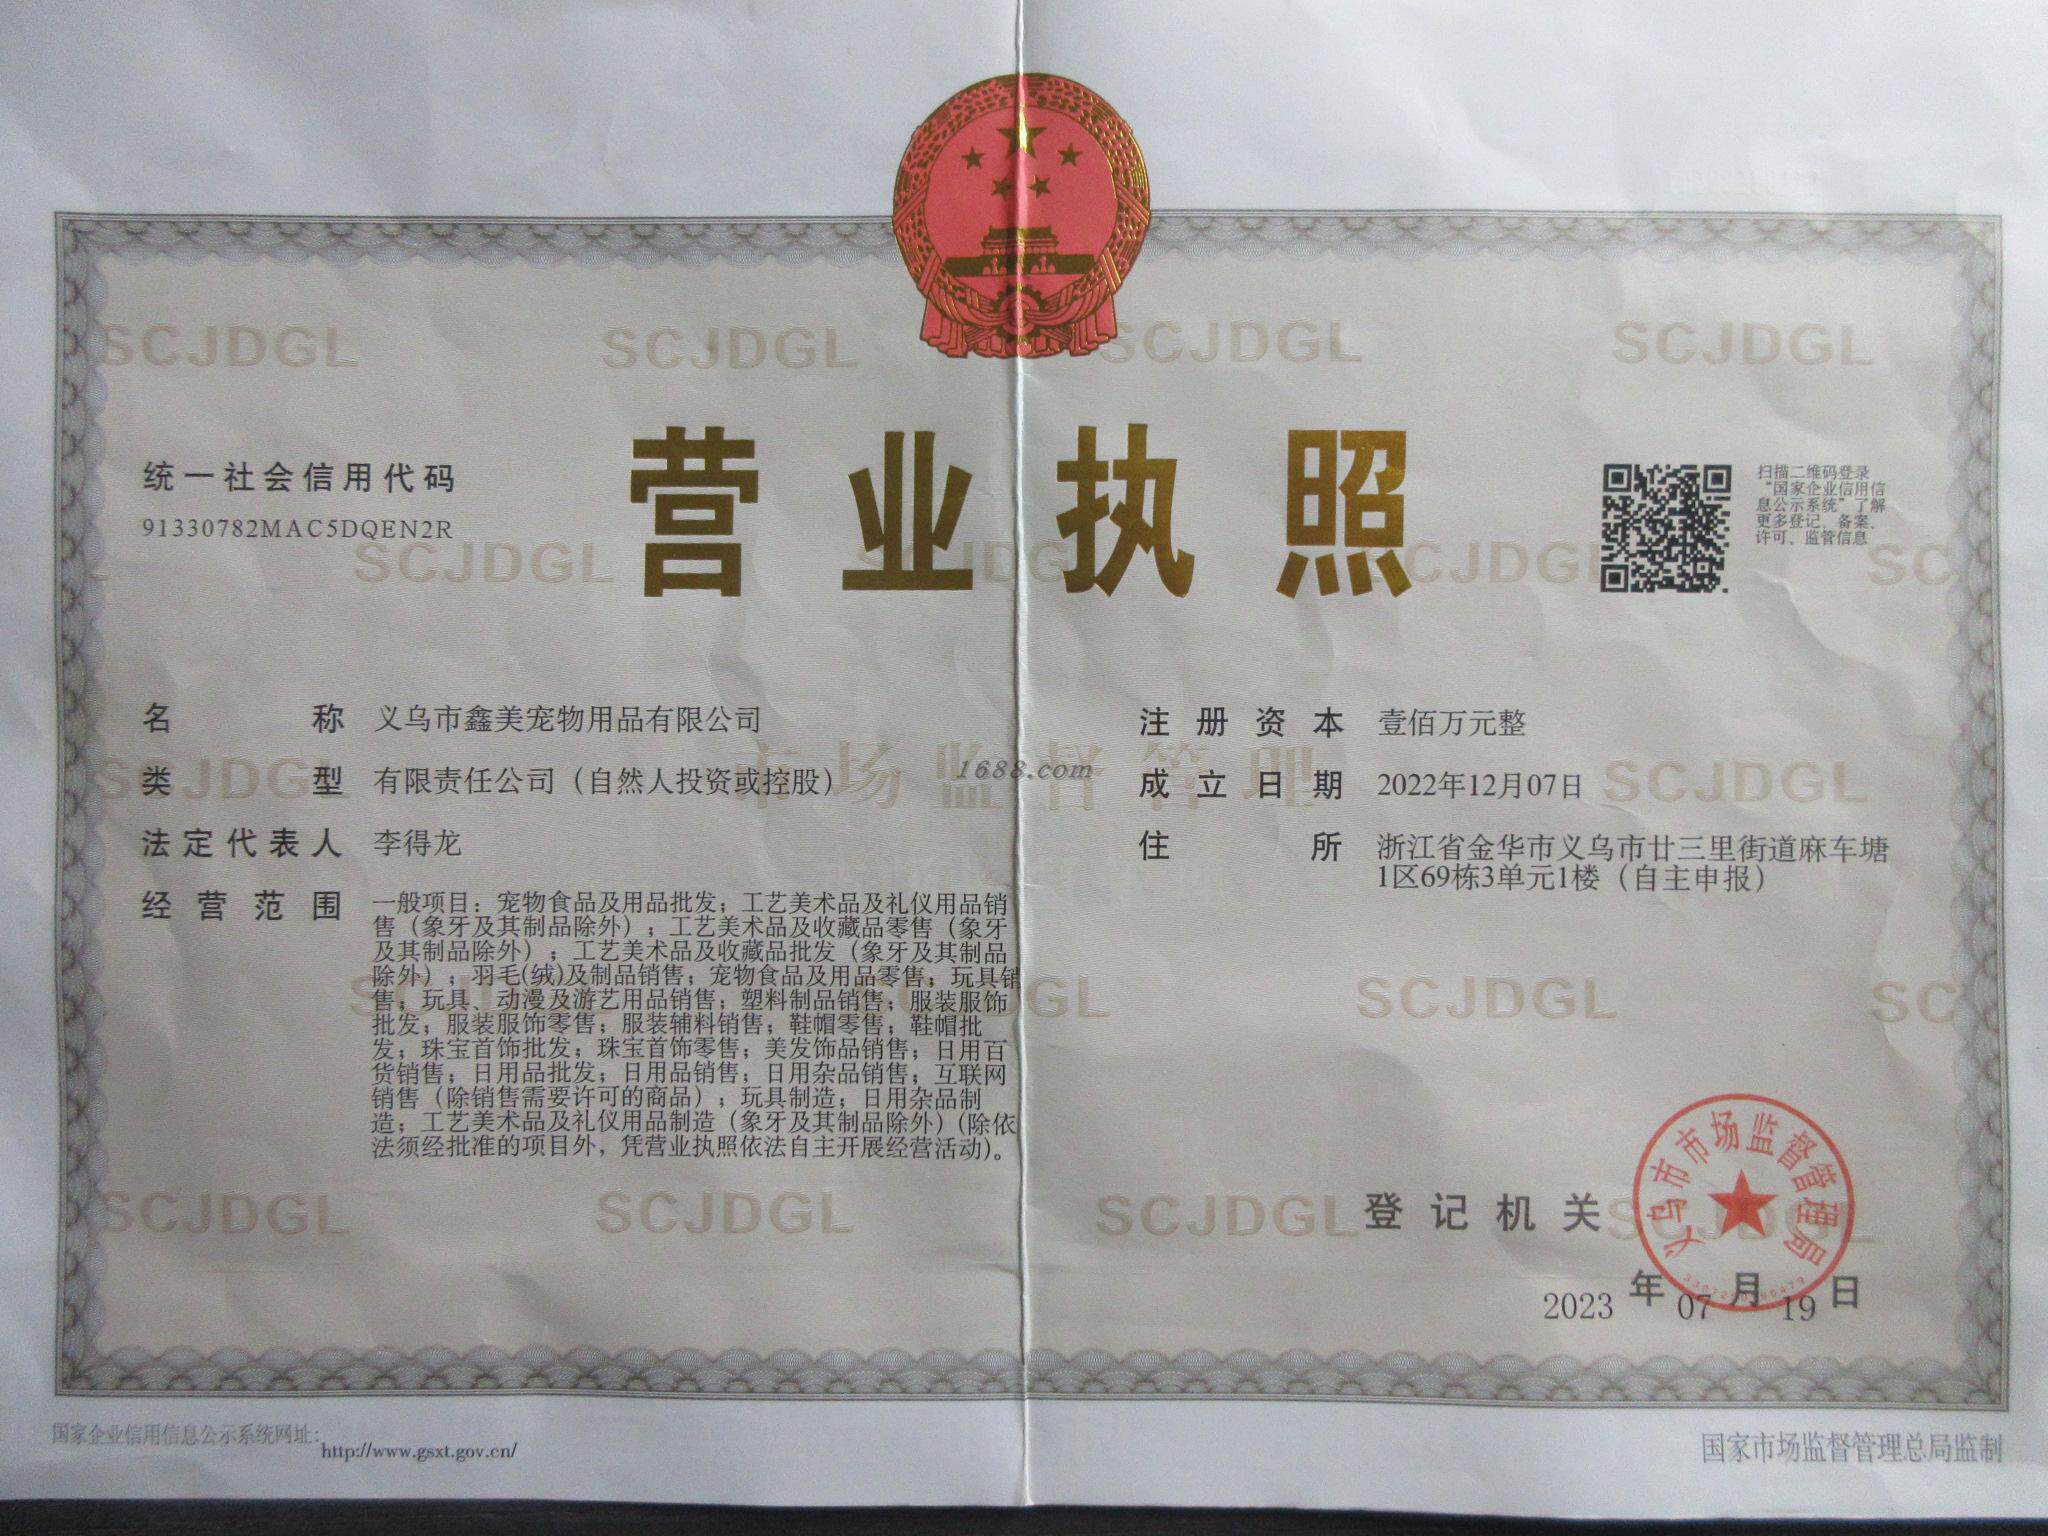 营业执照
统一社会信用代码
91330782MAC5DQEN2R
扫描二维码登录
“国家企业信用信
息公示系统”了解
更多登记、备案、
许可、监管信息
名称 义乌市鑫美宠物用品有限公司
类型 有限责任公司（自然人投资或控股）
法定代表人 李得龙
经营范围 一般项目：宠物食品及用品批发；工艺美术品及礼仪用品销
售（象牙及其制品除外）；工艺美术品及收藏品零售（象牙
及其制品除外）；工艺美术品及收藏品批发（象牙及其制品
除外）；羽毛(绒)及制品销售；宠物食品及用品零售；玩具销
售；玩具、动漫及游艺用品销售；塑料制品销售；服装服饰
批发；服装服饰零售；服装辅料销售；鞋帽零售；鞋帽批
发；珠宝首饰批发；珠宝首饰零售；美发饰品销售；日用百
货销售；日用品批发；日用品销售；日用杂品销售；互联网
销售（除销售需要许可的商品）；玩具制造；日用杂品制
造；工艺美术品及礼仪用品制造（象牙及其制品除外）(除依
法须经批准的项目外，凭营业执照依法自主开展经营活动)。
注册资本 壹佰万元整
成立日期 2022年12月07日
住所 浙江省金华市义乌市廿三里街道麻车塘
1区69栋3单元1楼（自主申报）
SCJDGL
市场监督管理
1688.com
登记机关
义乌市市场监督管理局
2023年07月19日
国家企业信用信息公示系统网址：
http://www.gsxt.gov.cn/
国家市场监督管理总局监制